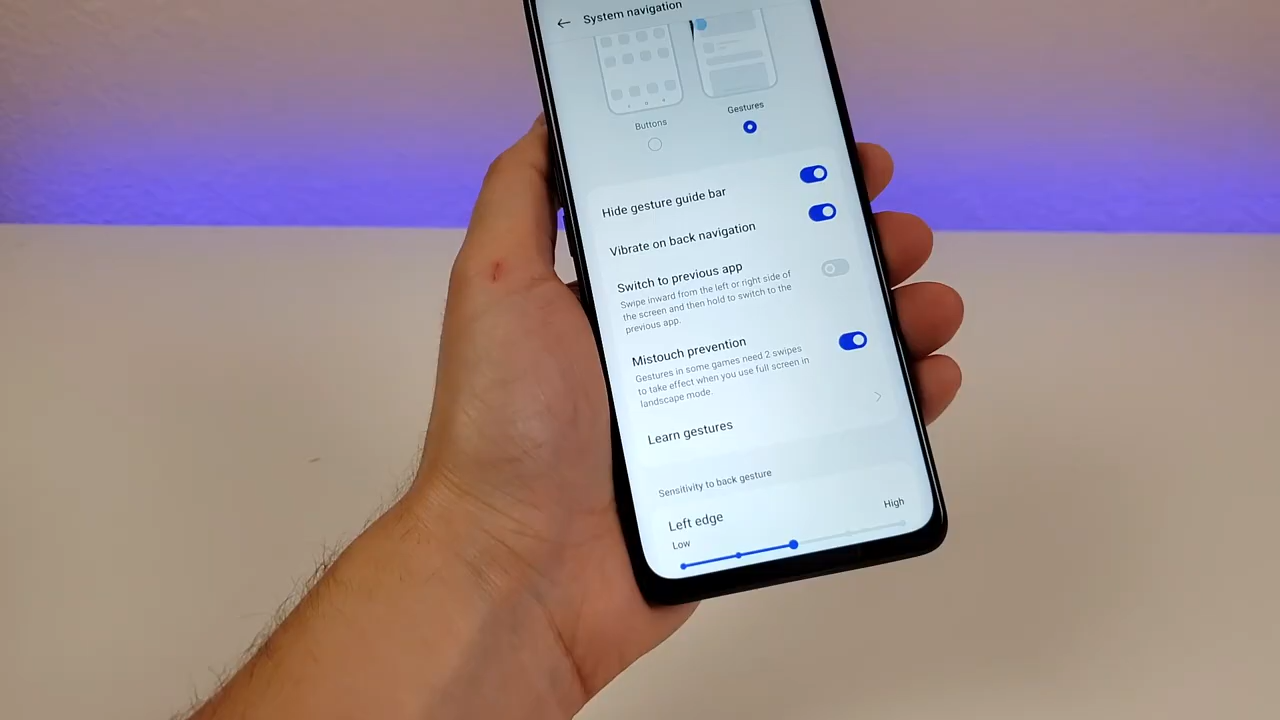 System navigation
Buttons
Gestures
Hide gesture guide bar
Vibrate on back navigation
Switch to previous app
Swipe inward from the left or right side of
the screen and then hold to switch to the
previous app.
Mistouch prevention
Gestures in some games need 2 swipes
to take effect when you use full screen in
landscape mode.
Learn gestures
Sensitivity to back gesture
Left edge
Low
High